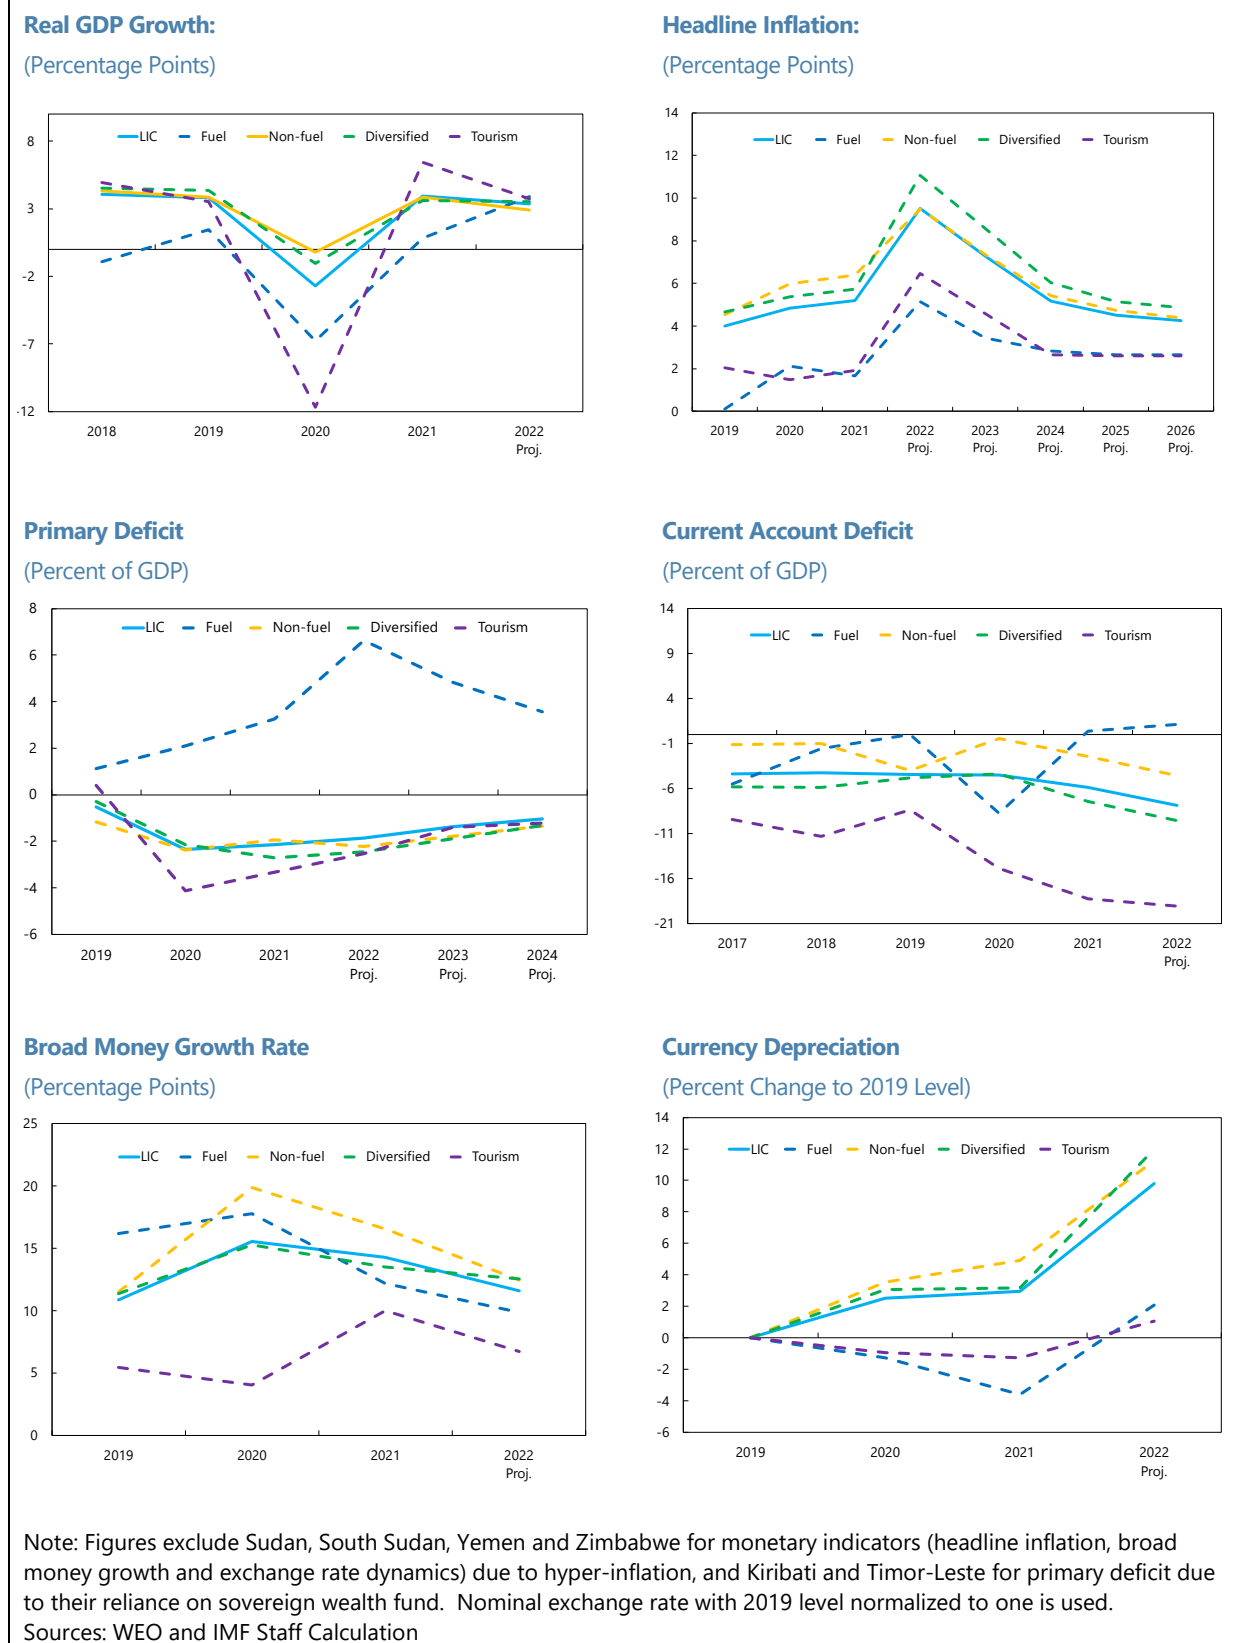 Real GDP Growth:
(Percentage Points)
LIC Fuel Non-fuel Diversified Tourism
8
3
-2
-7
-12
2018 2019 2020 2021 2022
Proj.
Headline Inflation:
(Percentage Points)
14
LIC Fuel Non-fuel Diversified Tourism
12
10
8
6
4
2
0
2019 2020 2021 2022 2023 2024 2025 2026
Proj. Proj. Proj. Proj. Proj.
Primary Deficit
(Percent of GDP)
8
LIC Fuel Non-fuel Diversified Tourism
6
4
2
0
-2
-4
-6
2019 2020 2021 2022 2023 2024
Proj. Proj. Proj.
Current Account Deficit
(Percent of GDP)
14
LIC Fuel Non-fuel Diversified Tourism
9
4
-1
-6
-11
-16
-21
2017 2018 2019 2020 2021 2022
Proj.
Broad Money Growth Rate
(Percentage Points)
25
LIC Fuel Non-fuel Diversified Tourism
20
15
10
5
0
2019 2020 2021 2022
Proj.
Currency Depreciation
(Percent Change to 2019 Level)
14
LIC Fuel Non-fuel Diversified Tourism
12
10
8
6
4
2
0
-2
-4
-6
2019 2020 2021 2022
Proj.
Note: Figures exclude Sudan, South Sudan, Yemen and Zimbabwe for monetary indicators (headline inflation, broad
money growth and exchange rate dynamics) due to hyper-inflation, and Kiribati and Timor-Leste for primary deficit due
to their reliance on sovereign wealth fund. Nominal exchange rate with 2019 level normalized to one is used.
Sources: WEO and IMF Staff Calculation